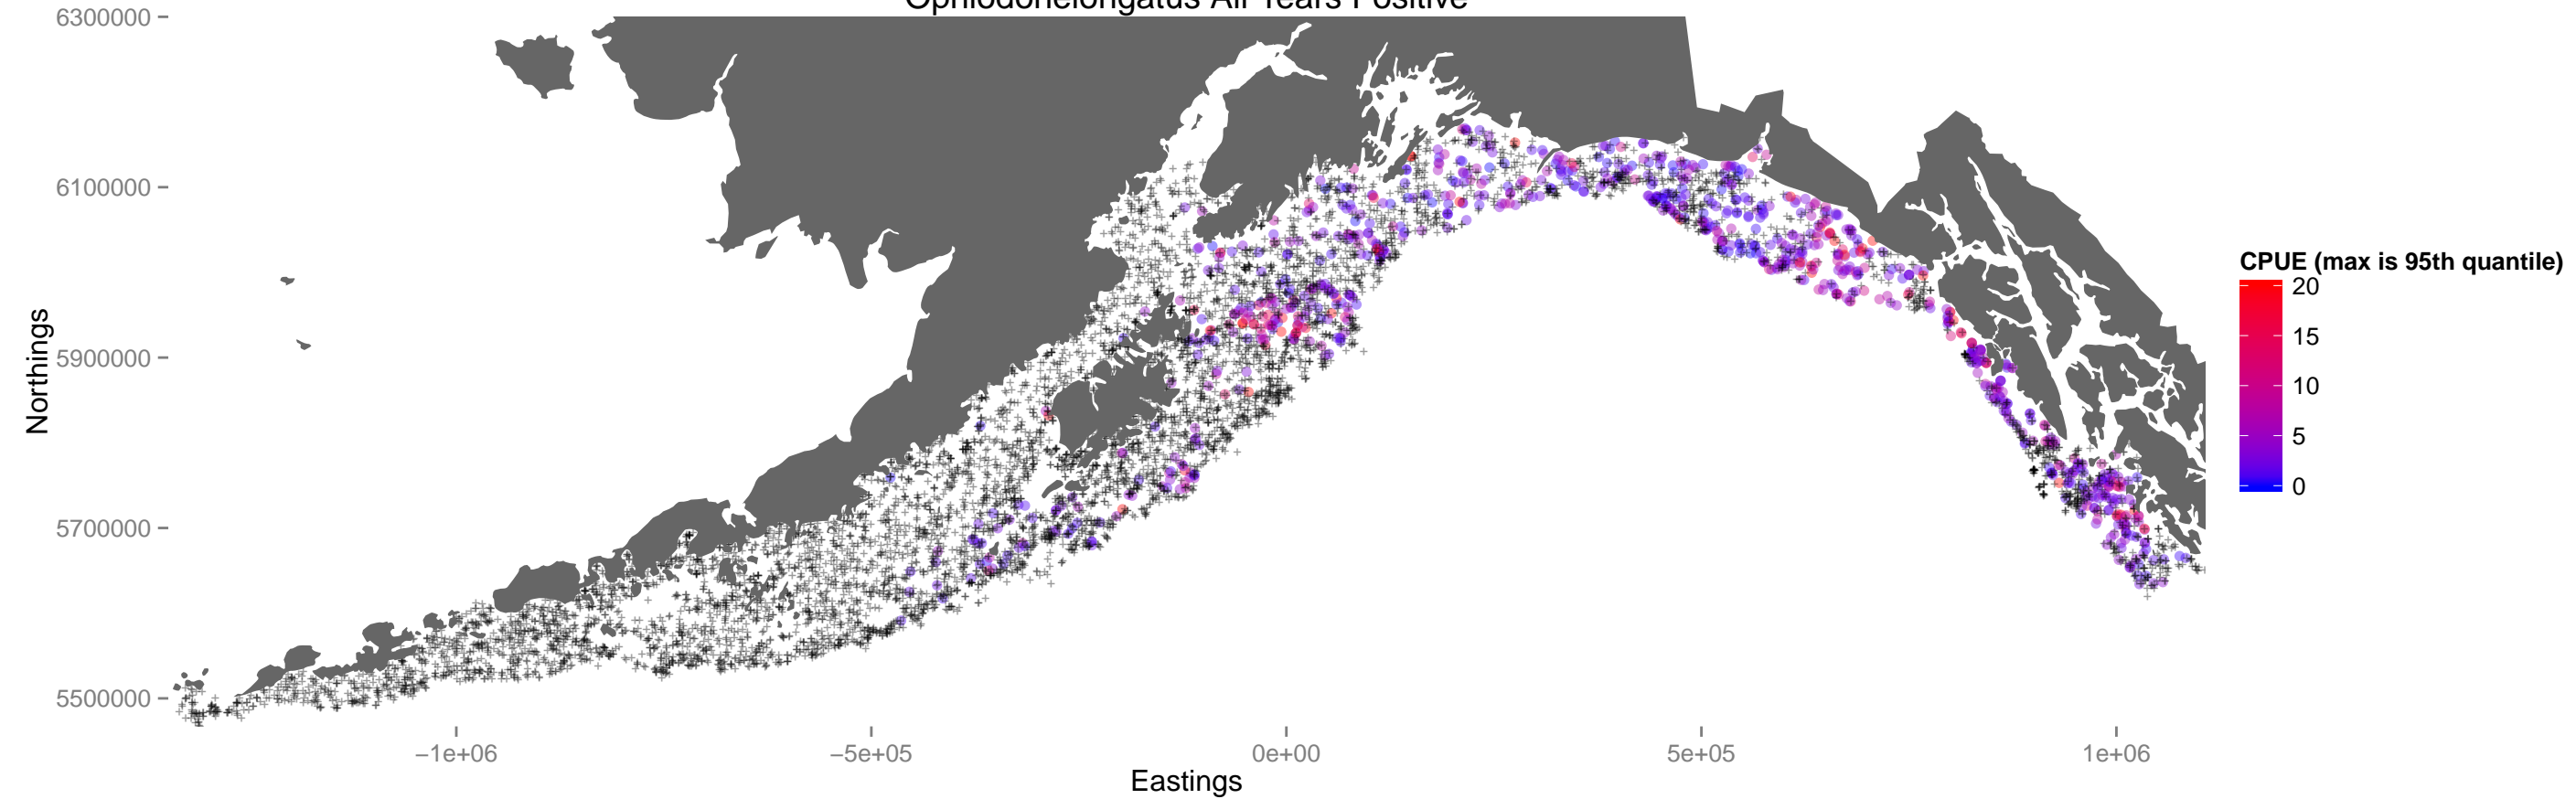 Ophiodonelongatus All Years Positive
6300000
6100000
5900000
5700000
5500000
Northings
−1e+06
−5e+05
0e+00
5e+05
1e+06
Eastings
CPUE (max is 95th quantile)
20
15
10
5
0